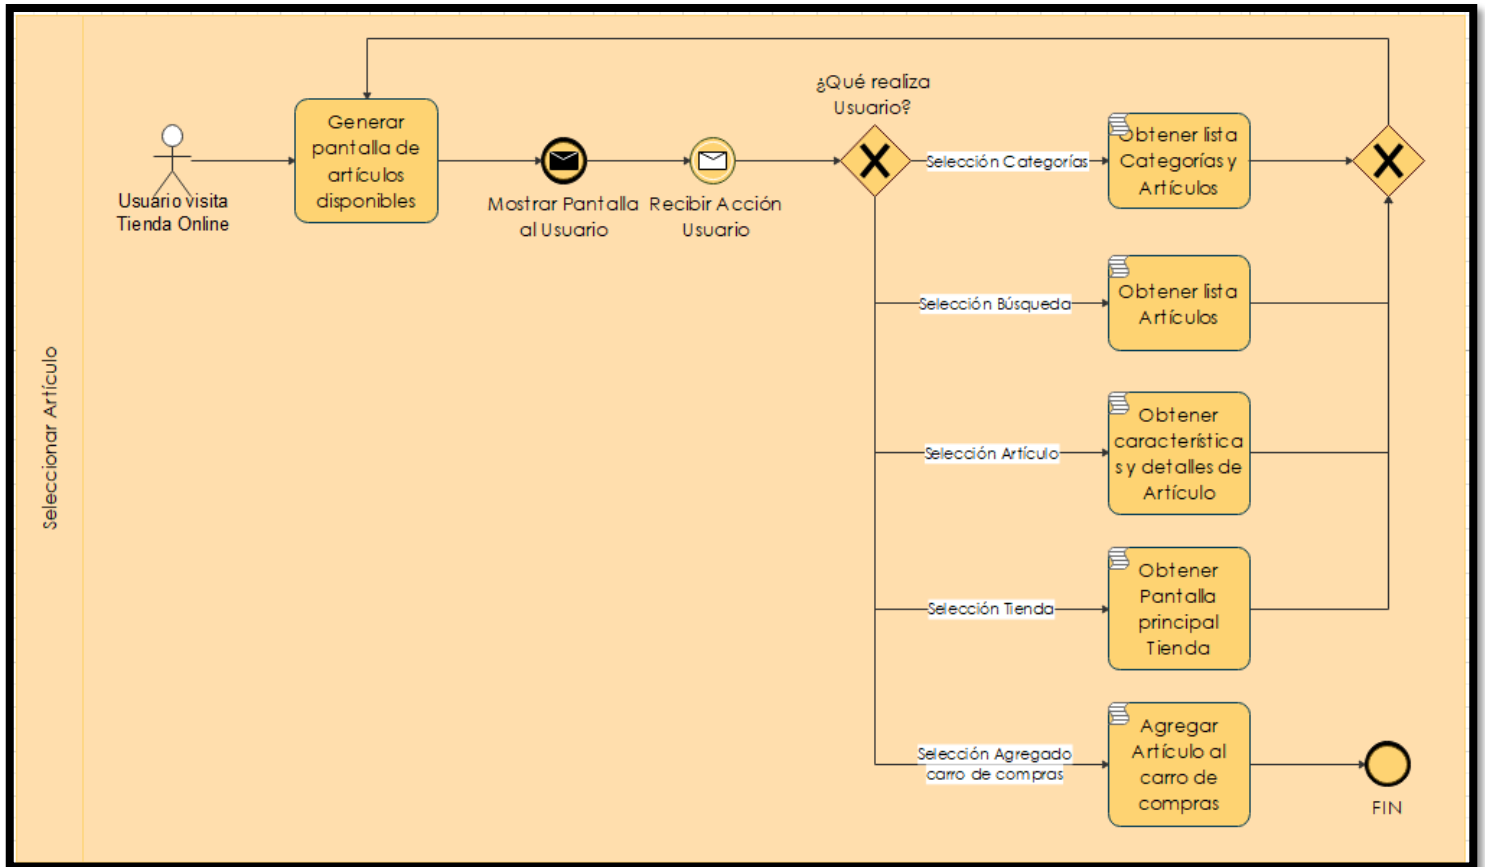 Seleccionar Artículo
Usuario visita
Tienda Online
Generar
pantalla de
artículos
disponibles
Mostrar Pantalla
al Usuario
Recibir Acción
Usuario
¿Qué realiza
Usuario?
Selección Categorías
Obtener lista
Categorías y
Artículos
Selección Búsqueda
Obtener lista
Artículos
Selección Artículo
Obtener
característica
s y detalles de
Artículo
Selección Tienda
Obtener
Pantalla
principal
Tienda
Selección Agregado
carro de compras
Agregar
Artículo al
carro de
compras
FIN